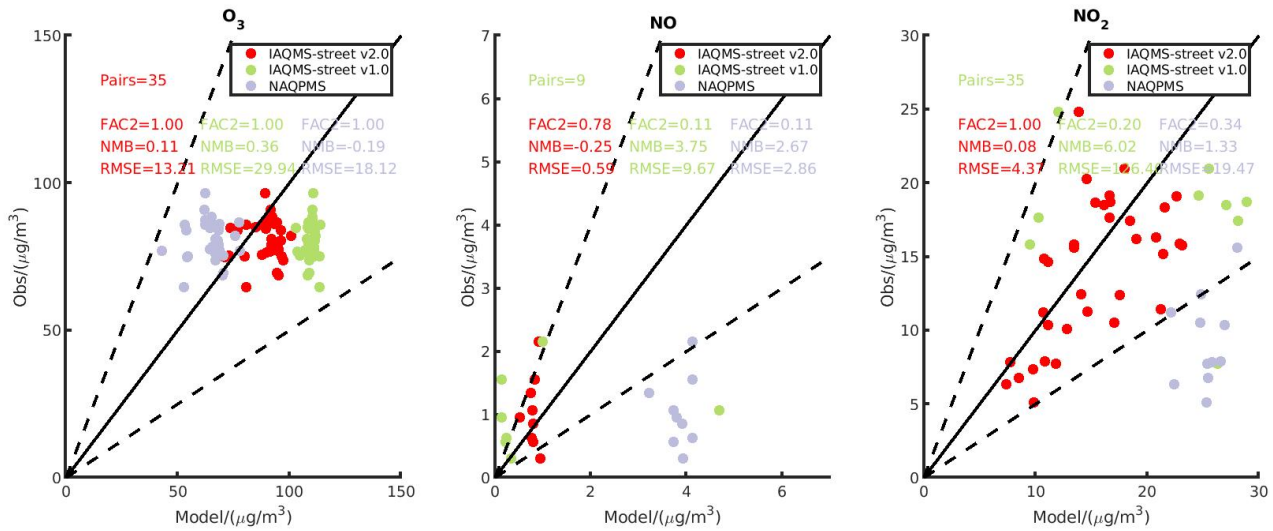 O3
150
100
50
0
0 50 100 150
Obs/(μg/m3)
Model/(μg/m3)
IAQMS-street v2.0
IAQMS-street v1.0
NAQPMS
Pairs=35
FAC2=1.00 FAC2=1.00 FAC2=1.00
NMB=0.11 NMB=0.36 NMB=-0.19
RMSE=13.21 RMSE=29.94 RMSE=18.12
NO
7
6
5
4
3
2
1
0
0 2 4 6
Obs/(μg/m3)
Model/(μg/m3)
IAQMS-street v2.0
IAQMS-street v1.0
NAQPMS
Pairs=9
FAC2=0.78 FAC2=0.11 FAC2=0.11
NMB=-0.25 NMB=3.75 NMB=2.67
RMSE=0.59 RMSE=9.67 RMSE=2.86
NO2
30
25
20
15
10
5
0
0 10 20 30
Obs/(μg/m3)
Model/(μg/m3)
IAQMS-street v2.0
IAQMS-street v1.0
NAQPMS
Pairs=35
FAC2=1.00 FAC2=0.20 FAC2=0.34
NMB=0.08 NMB=6.02 NMB=1.33
RMSE=4.37 RMSE=19.47